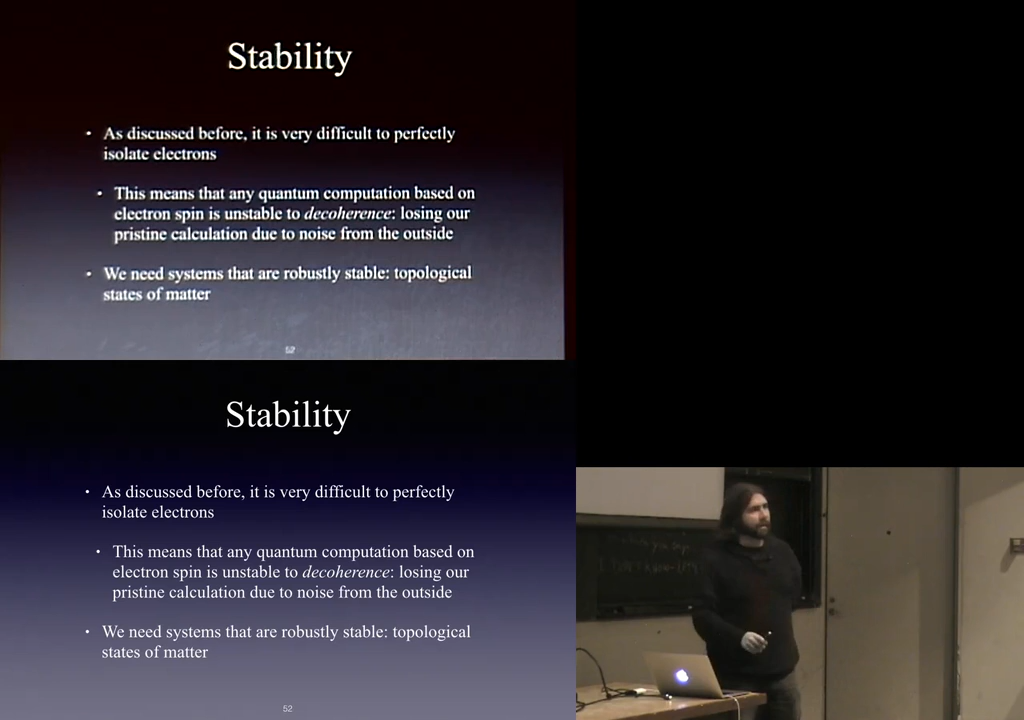 Stability
• As discussed before, it is very difficult to perfectly
isolate electrons
• This means that any quantum computation based on
electron spin is unstable to decoherence: losing our
pristine calculation due to noise from the outside
• We need systems that are robustly stable: topological
states of matter
Stability
• As discussed before, it is very difficult to perfectly
isolate electrons
• This means that any quantum computation based on
electron spin is unstable to decoherence: losing our
pristine calculation due to noise from the outside
• We need systems that are robustly stable: topological
states of matter
52